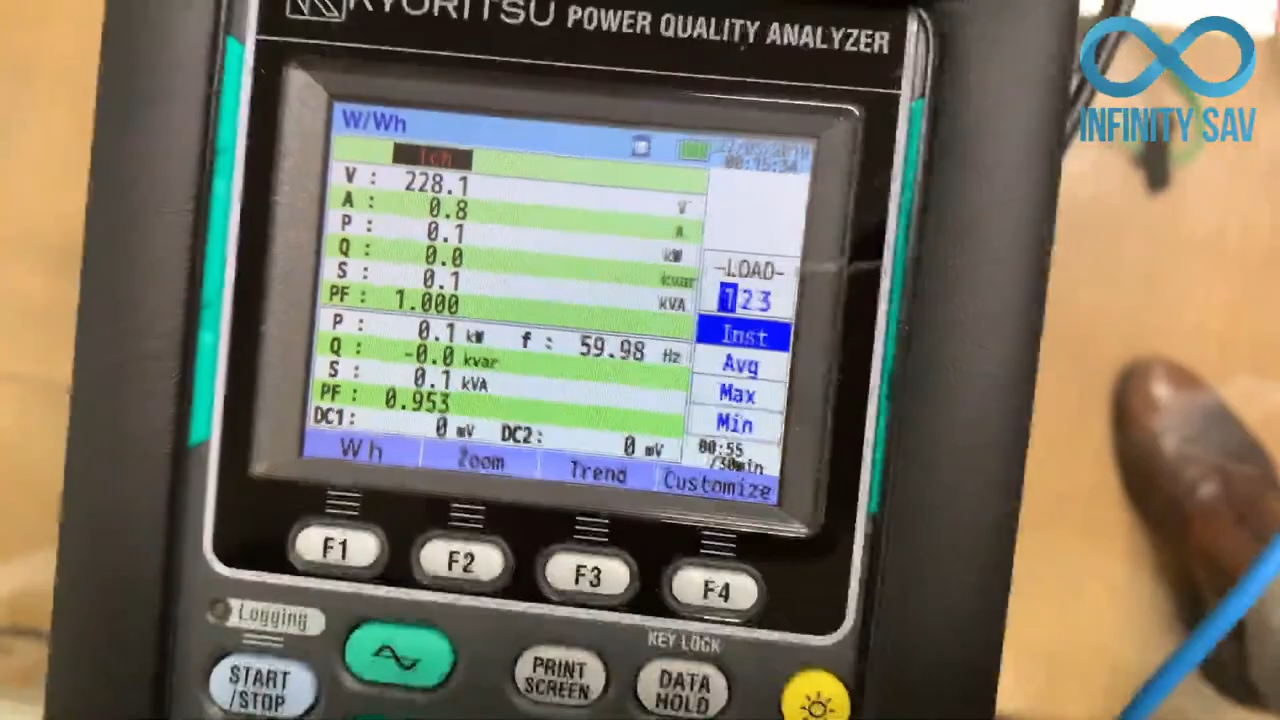 KYORITSU POWER QUALITY ANALYZER
INFINITY SAV
W/Wh
1ch
V : 228.1 V
A : 0.8 A
P : 0.1 kW
Q : 0.0 kvar
S : 0.1 kVA
PF : 1.000
P : 0.1 kW f : 59.98 Hz
Q : -0.0 kvar
S : 0.1 kVA
PF : 0.953
DC1: 0 mV DC2: 0 mV
-LOAD-
123
Inst
Avg
Max
Min
00:55
/30min
Wh Zoom Trend Customize
F1 F2 F3 F4
Logging
KEY LOCK
START
/STOP
PRINT
SCREEN
DATA
HOLD